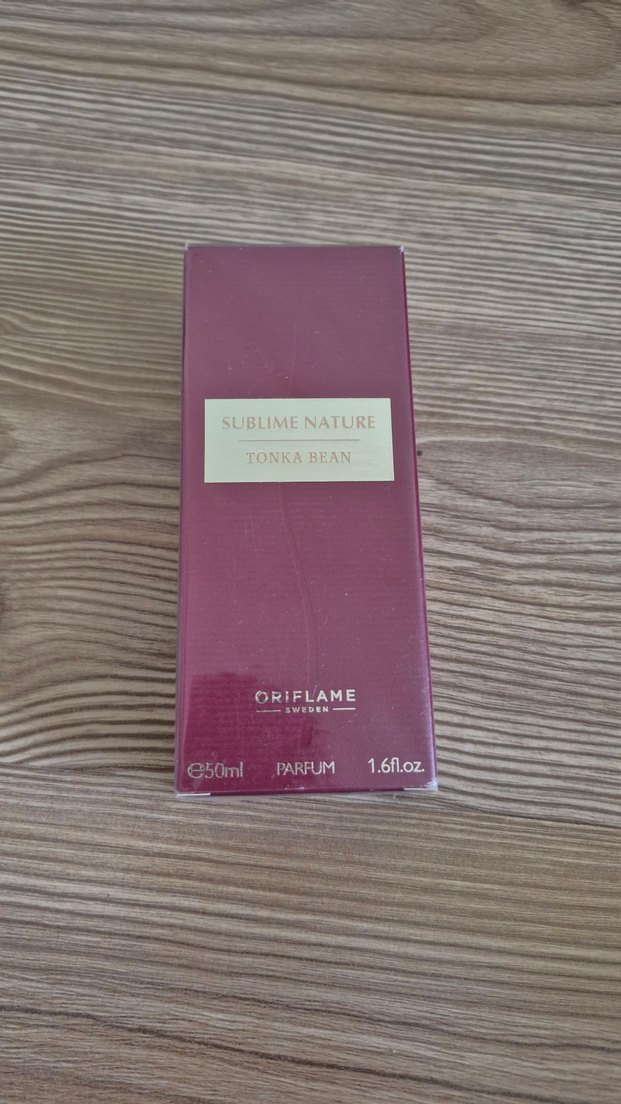 SUBLIME NATURE
TONKA BEAN
ORIFLAME
SWEDEN
℮50ml PARFUM 1.6fl.oz.